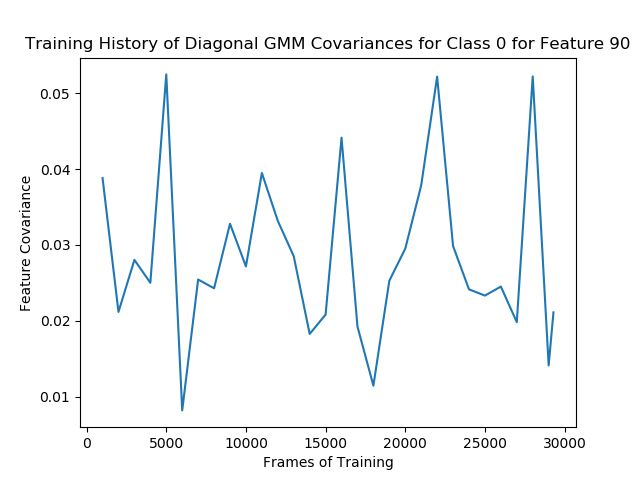 Training History of Diagonal GMM Covariances for Class 0 for Feature 90
0.05
0.04
0.03
0.02
0.01
Feature Covariance
0 5000 10000 15000 20000 25000 30000
Frames of Training